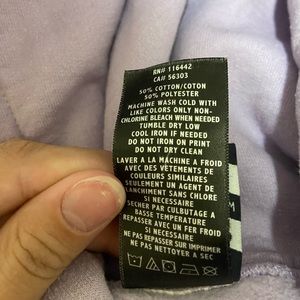 RN# 116442
CA# 56303
50% COTTON/COTON
50% POLYESTER
MACHINE WASH COLD WITH
LIKE COLORS ONLY NON-
CHLORINE BLEACH WHEN NEEDED
TUMBLE DRY LOW
COOL IRON IF NEEDED
DO NOT IRON ON PRINT
DO NOT DRY CLEAN
LAVER A LA MACHINE A FROID
AVEC DES VETEMENTS DE
COULEURS SIMILAIRES
SEULEMENT UN AGENT DE
BLANCHIMENT SANS CHLORE
SI NECESSAIRE
SECHER PAR CULBUTAGE A
BASSE TEMPERATURE
REPASSER A FROID
SI NECESSAIRE
NE PAS REPASSER SUR IMPRIMER
NE PAS NETTOYER A SEC
M